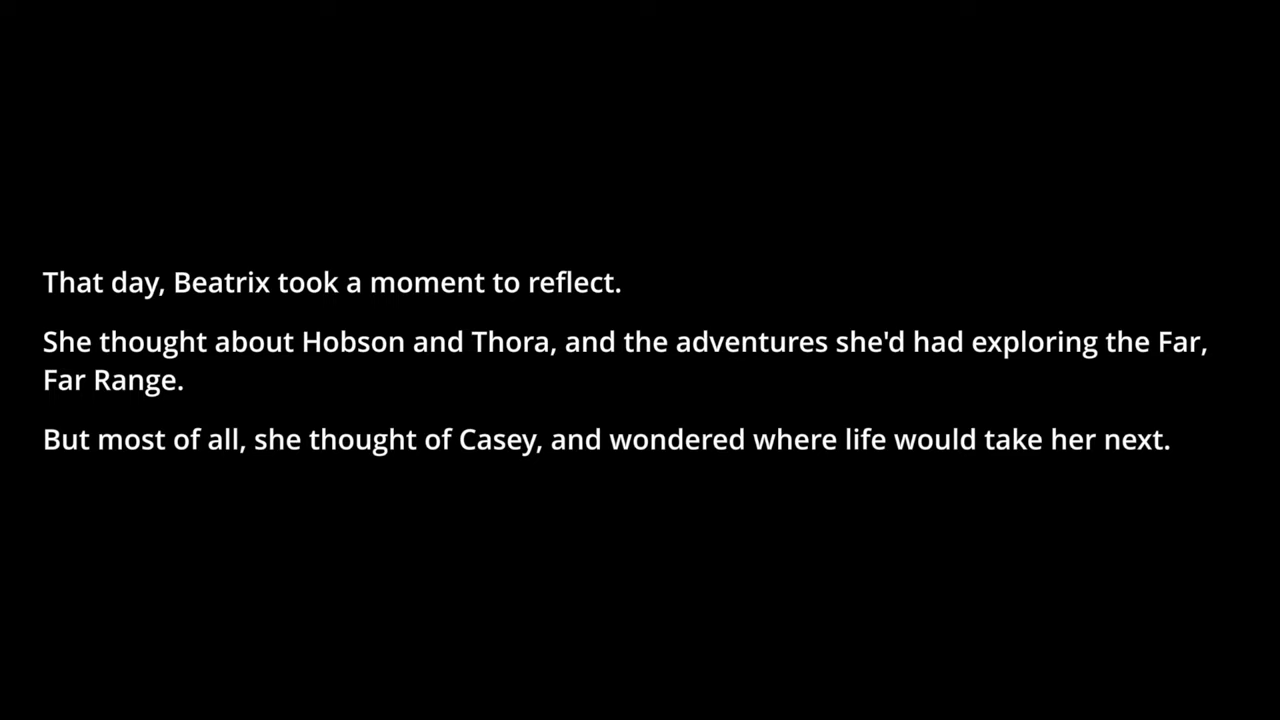 That day, Beatrix took a moment to reflect.
She thought about Hobson and Thora, and the adventures she'd had exploring the Far,
Far Range.
But most of all, she thought of Casey, and wondered where life would take her next.